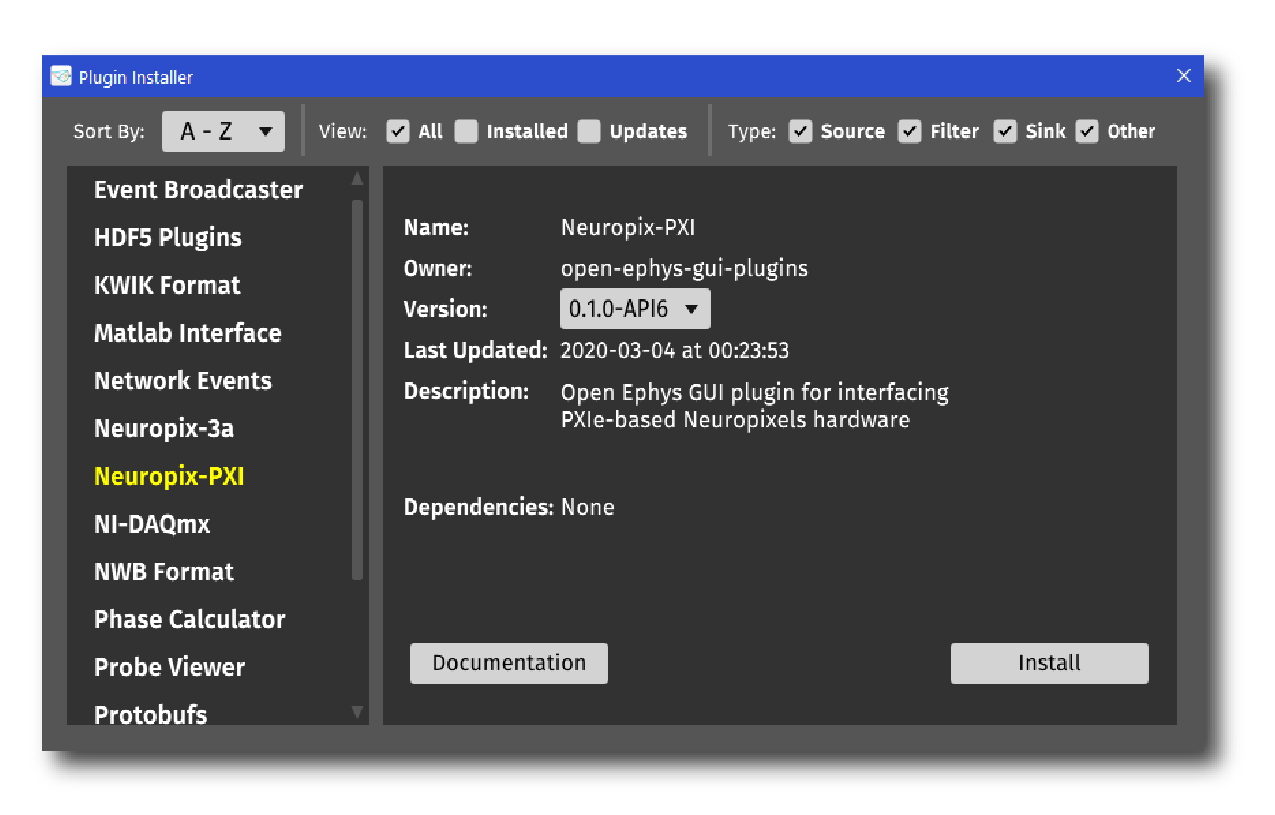 Plugin Installer
Sort By: A - Z View: All Installed Updates Type: Source Filter Sink Other
Event Broadcaster
HDF5 Plugins
KWIK Format
Matlab Interface
Network Events
Neuropix-3a
Neuropix-PXI
NI-DAQmx
NWB Format
Phase Calculator
Probe Viewer
Protobufs
Name: Neuropix-PXI
Owner: open-ephys-gui-plugins
Version: 0.1.0-API6
Last Updated: 2020-03-04 at 00:23:53
Description: Open Ephys GUI plugin for interfacing
PXIe-based Neuropixels hardware
Dependencies: None
Documentation Install